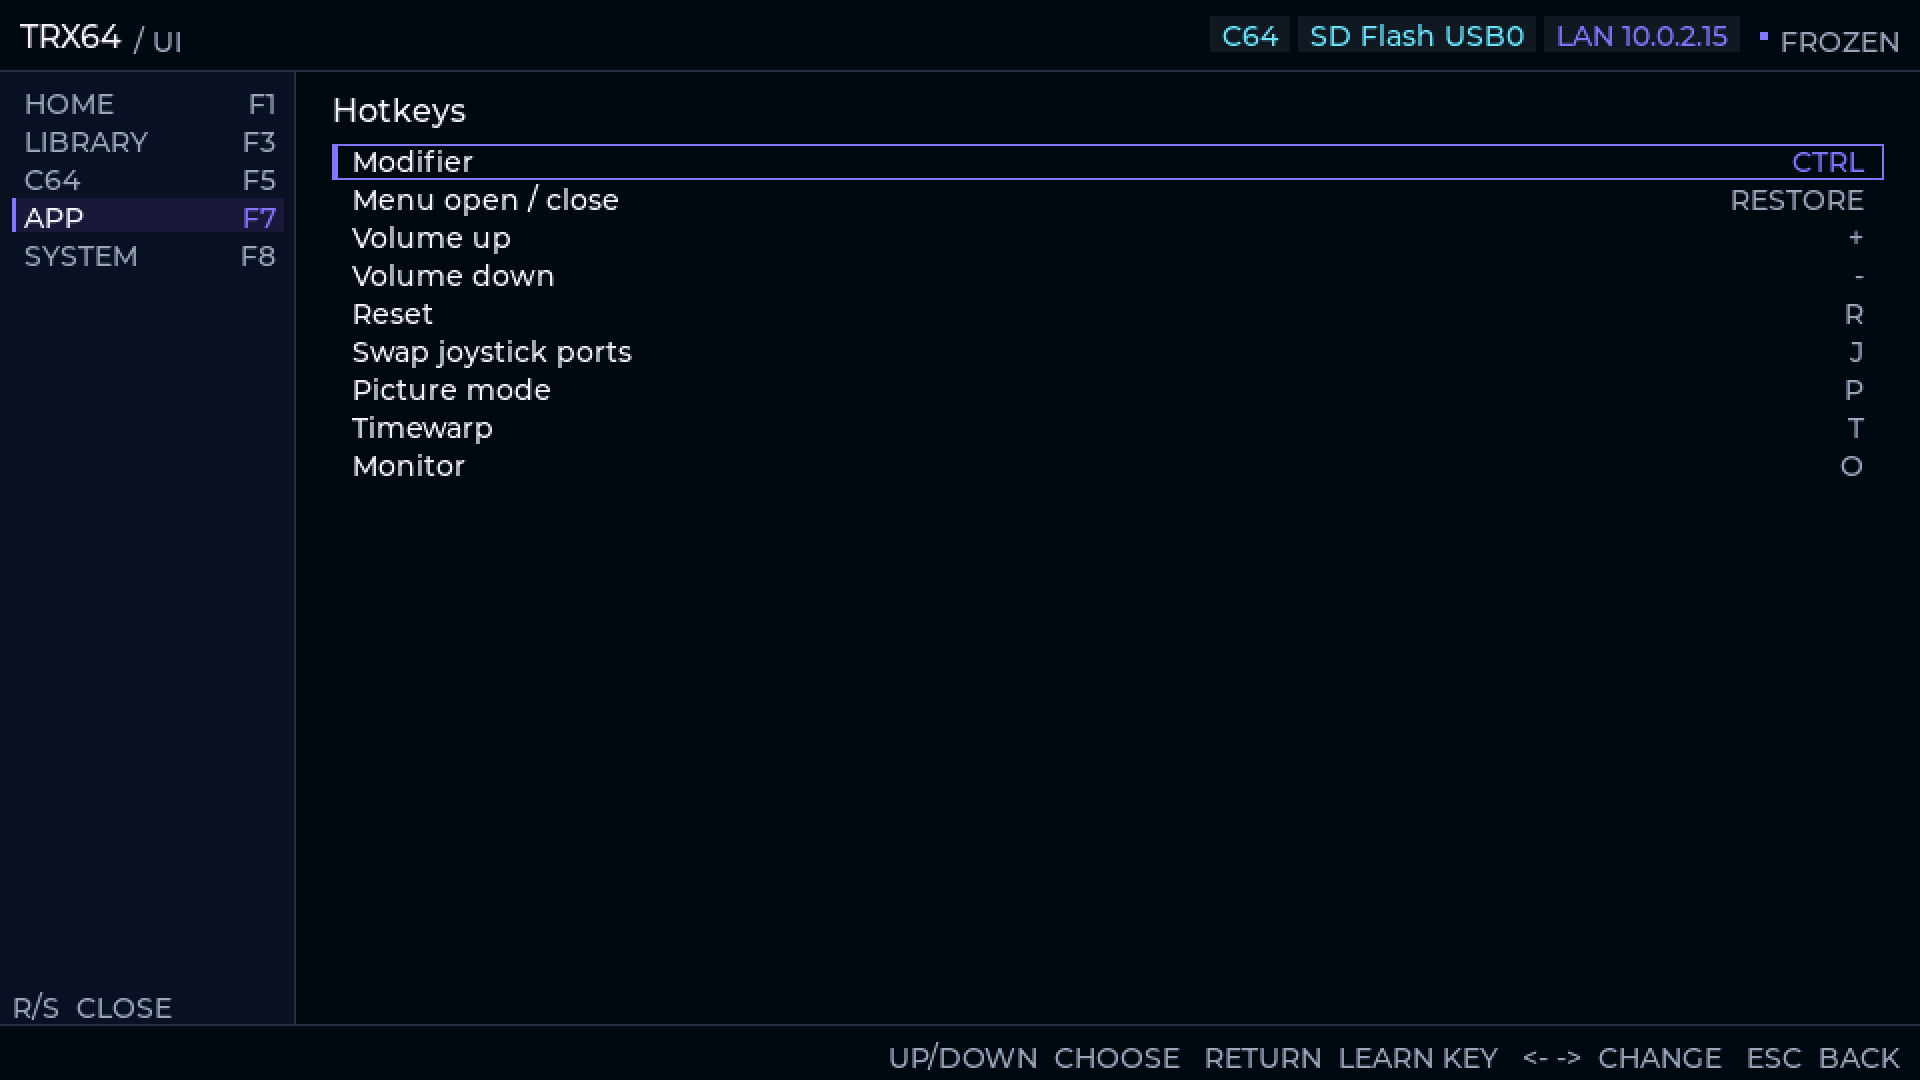 TRX64 / UI C64 SD Flash USB0 LAN 10.0.2.15 FROZEN
HOME F1
LIBRARY F3
C64 F5
APP F7
SYSTEM F8
R/S CLOSE
Hotkeys
Modifier CTRL
Menu open / close RESTORE
Volume up +
Volume down -
Reset R
Swap joystick ports J
Picture mode P
Timewarp T
Monitor O
UP/DOWN CHOOSE RETURN LEARN KEY <- -> CHANGE ESC BACK